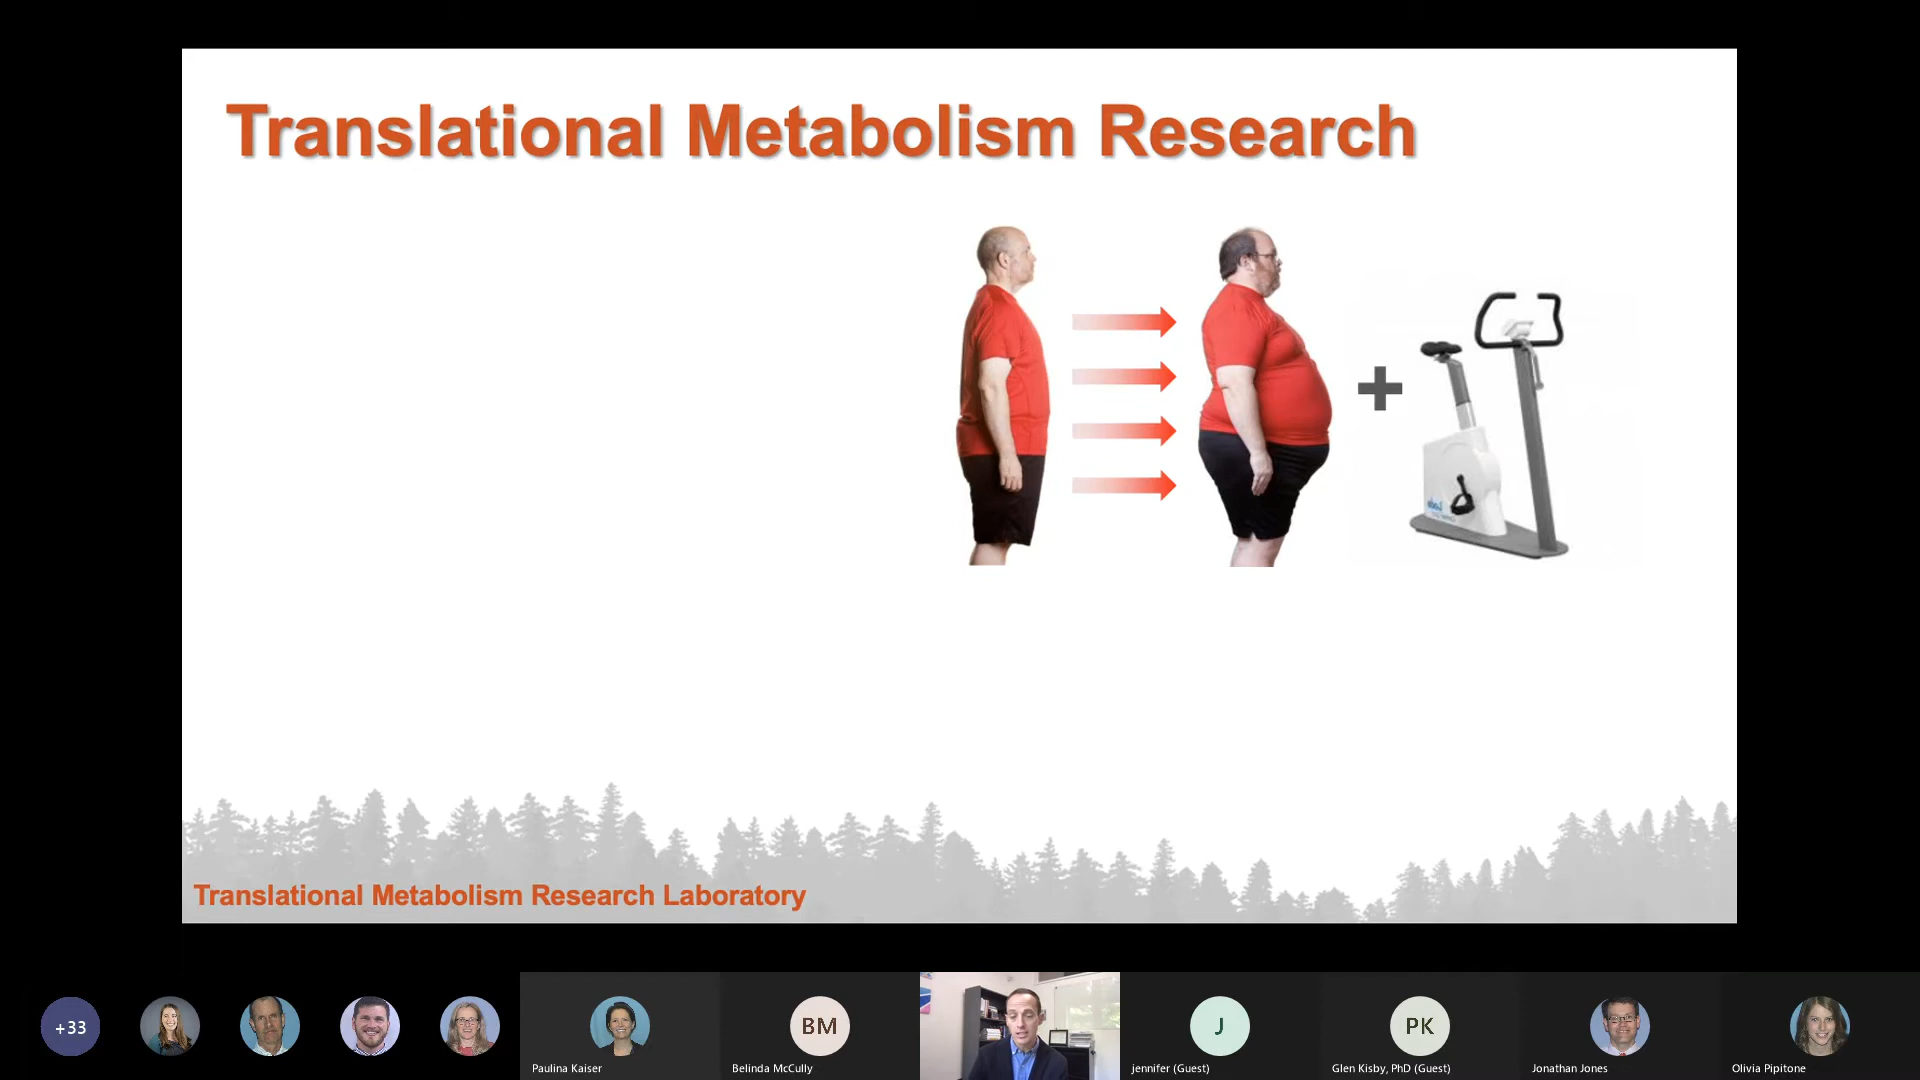 Translational Metabolism Research
Translational Metabolism Research Laboratory
+33
Paulina Kaiser
BM
Belinda McCully
J
jennifer (Guest)
PK
Glen Kisby, PhD (Guest)
Jonathan Jones
Olivia Pipitone